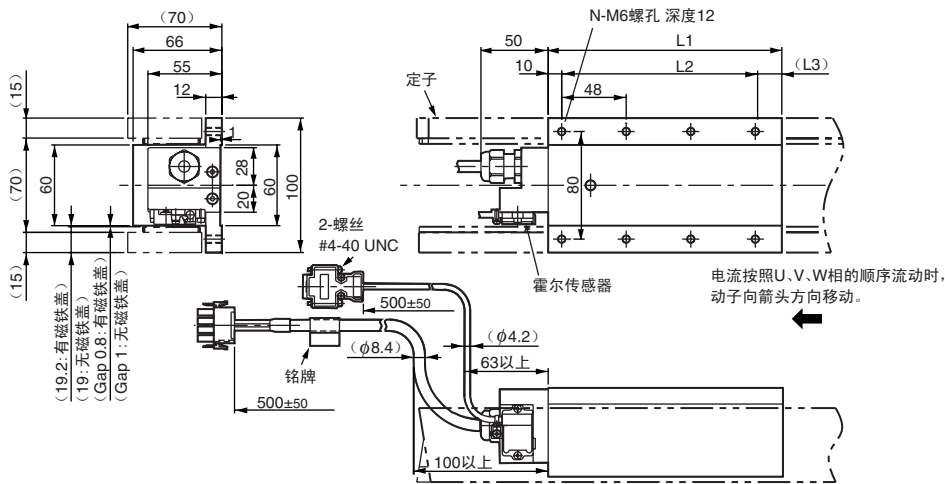 （70）
66
55
12
（15）
（70）
（15）
60
1
28
20
60
100
（19.2：有磁铁盖）
（19：无磁铁盖）
（Gap 0.8：有磁铁盖）
（Gap 1：无磁铁盖）
N-M6螺孔 深度12
50
L1
10
L2
（L3）
48
定子
80
霍尔传感器
电流按照U、V、W相的顺序流动时，
动子向箭头方向移动。
2-螺丝
#4-40 UNC
500±50
（φ4.2）
（φ8.4）
63以上
铭牌
500±50
100以上